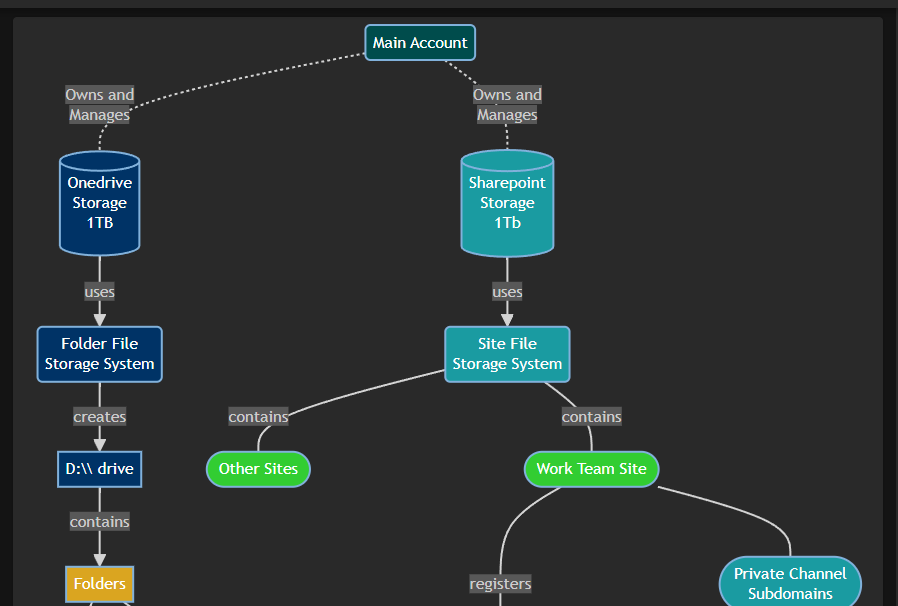 Main Account
Owns and
Manages
Owns and
Manages
Onedrive
Storage
1TB
Sharepoint
Storage
1Tb
uses
uses
Folder File
Storage System
Site File
Storage System
creates
contains
contains
D:\\ drive
Other Sites
Work Team Site
contains
Folders
registers
Private Channel
Subdomains